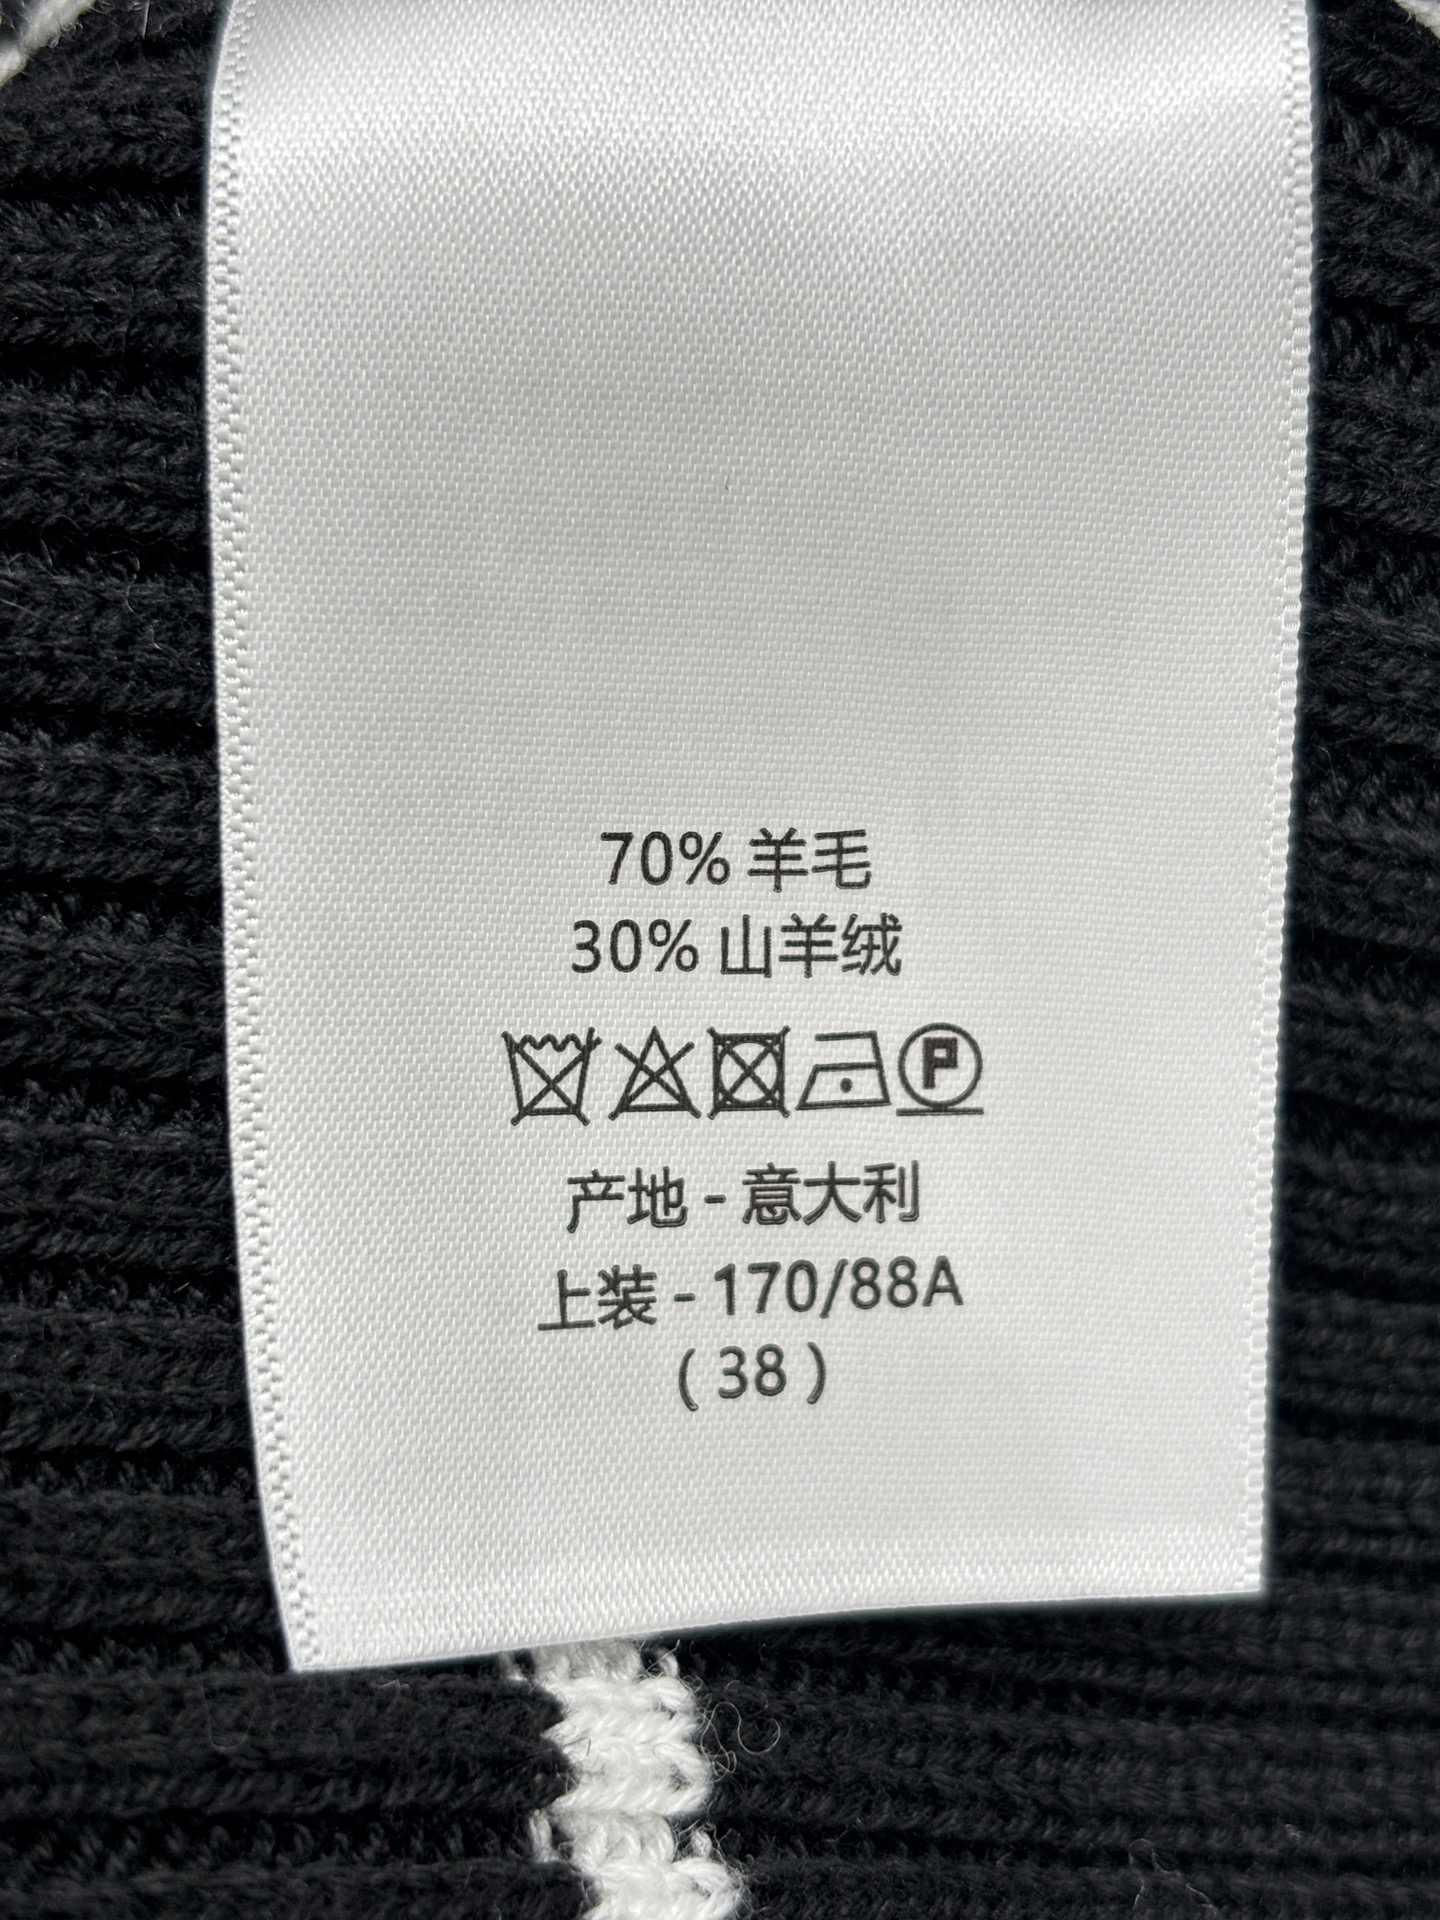 70% 羊毛
30% 山羊绒
P
产地 - 意大利
上装 - 170/88A
( 38 )